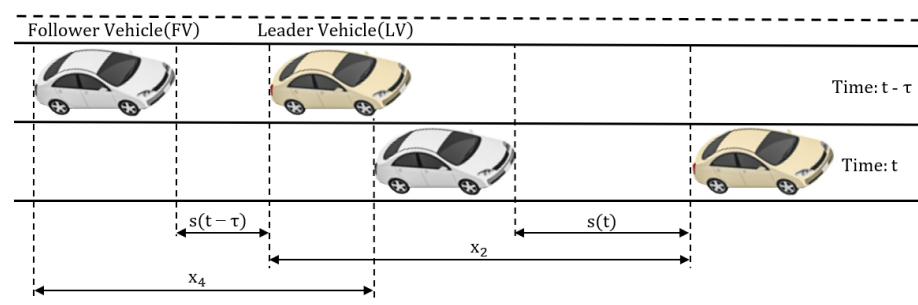 Follower Vehicle(FV) Leader Vehicle(LV)
Time: t - τ
Time: t
s(t − τ) s(t)
x₂
x₄